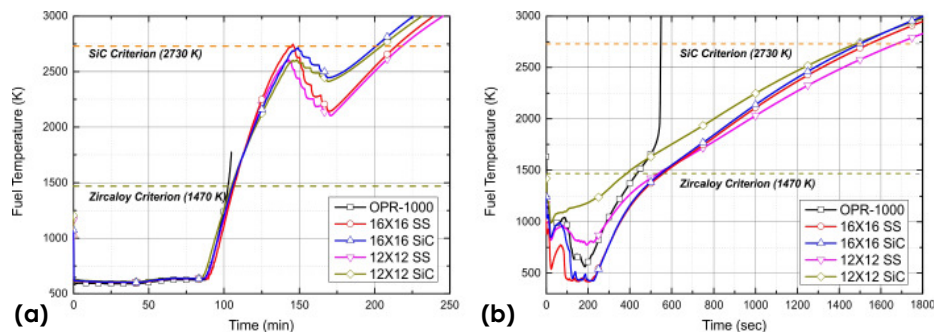 3000
2500
2000
1500
1000
500
Fuel Temperature (K)
SiC Criterion (2730 K)
Zircaloy Criterion (1470 K)
OPR-1000
16X16 SS
16X16 SiC
12X12 SS
12X12 SiC
0 50 100 150 200 250
Time (min)
(a)
3000
2500
2000
1500
1000
500
Fuel Temperature (K)
SiC Criterion (2730 K)
Zircaloy Criterion (1470 K)
OPR-1000
16X16 SS
16X16 SiC
12X12 SS
12X12 SiC
0 200 400 600 800 1000 1200 1400 1600 1800
Time (sec)
(b)